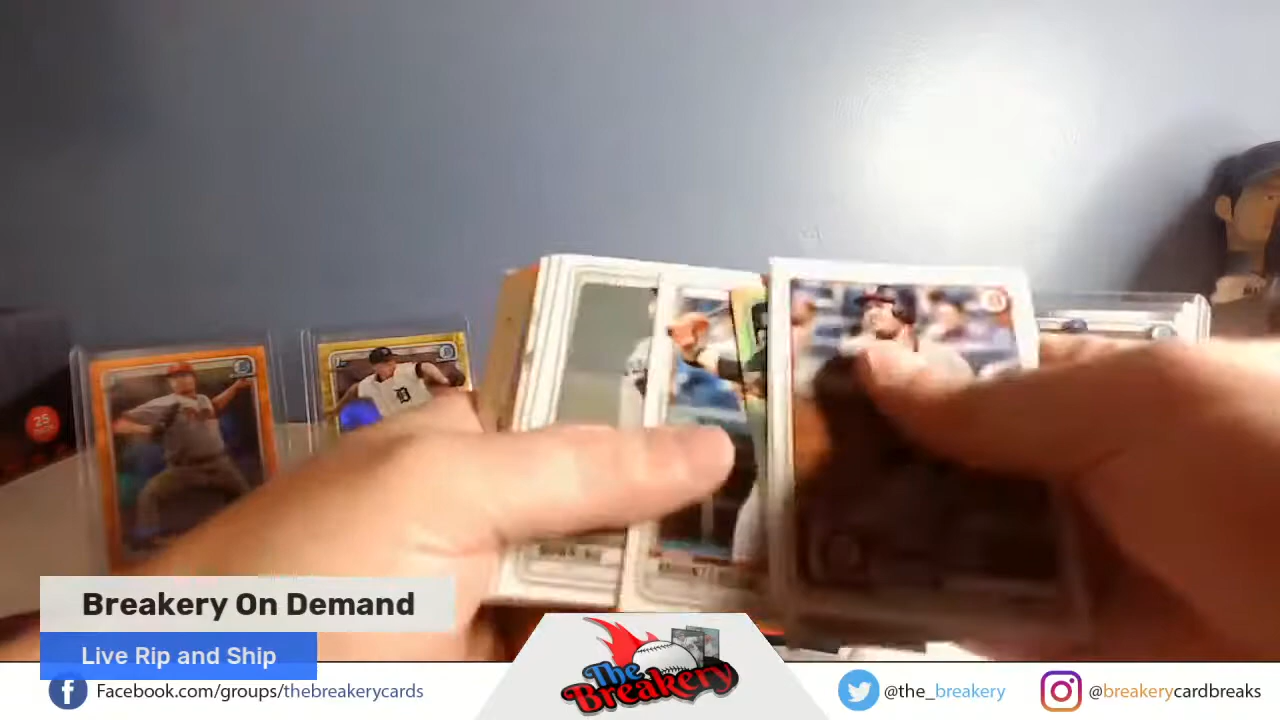 25
D
Breakery On Demand
Live Rip and Ship
Facebook.com/groups/thebreakerycards
The
Breakery
@the_breakery
@breakerycardbreaks